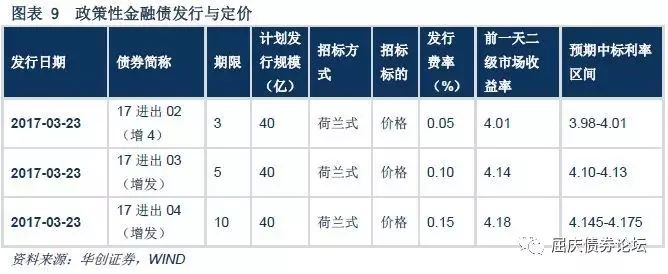 图表 9 政策性金融债发行与定价
发行日期 债券简称 期限 计划发行规模（亿） 招标方式 招标标的 发行费率（%） 前一天二级市场收益率 预期中标利率区间
2017-03-23 17 进出 02（增 4） 3 40 荷兰式 价格 0.05 4.01 3.98-4.01
2017-03-23 17 进出 03（增发） 5 40 荷兰式 价格 0.10 4.14 4.10-4.13
2017-03-23 17 进出 04（增发） 10 40 荷兰式 价格 0.15 4.18 4.145-4.175
资料来源：华创证券，WIND
屈庆债券论坛